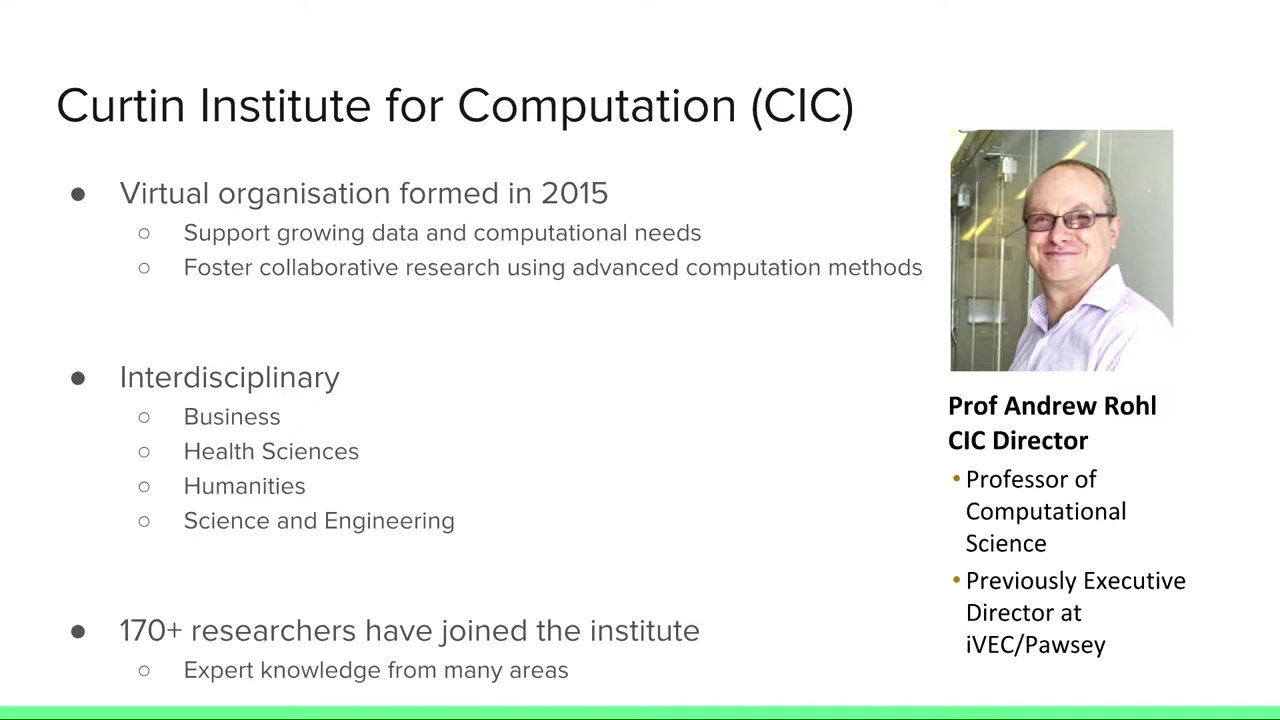 Curtin Institute for Computation (CIC)
● Virtual organisation formed in 2015
○ Support growing data and computational needs
○ Foster collaborative research using advanced computation methods
● Interdisciplinary
○ Business
○ Health Sciences
○ Humanities
○ Science and Engineering
● 170+ researchers have joined the institute
○ Expert knowledge from many areas
Prof Andrew Rohl
CIC Director
• Professor of
Computational
Science
• Previously Executive
Director at
iVEC/Pawsey